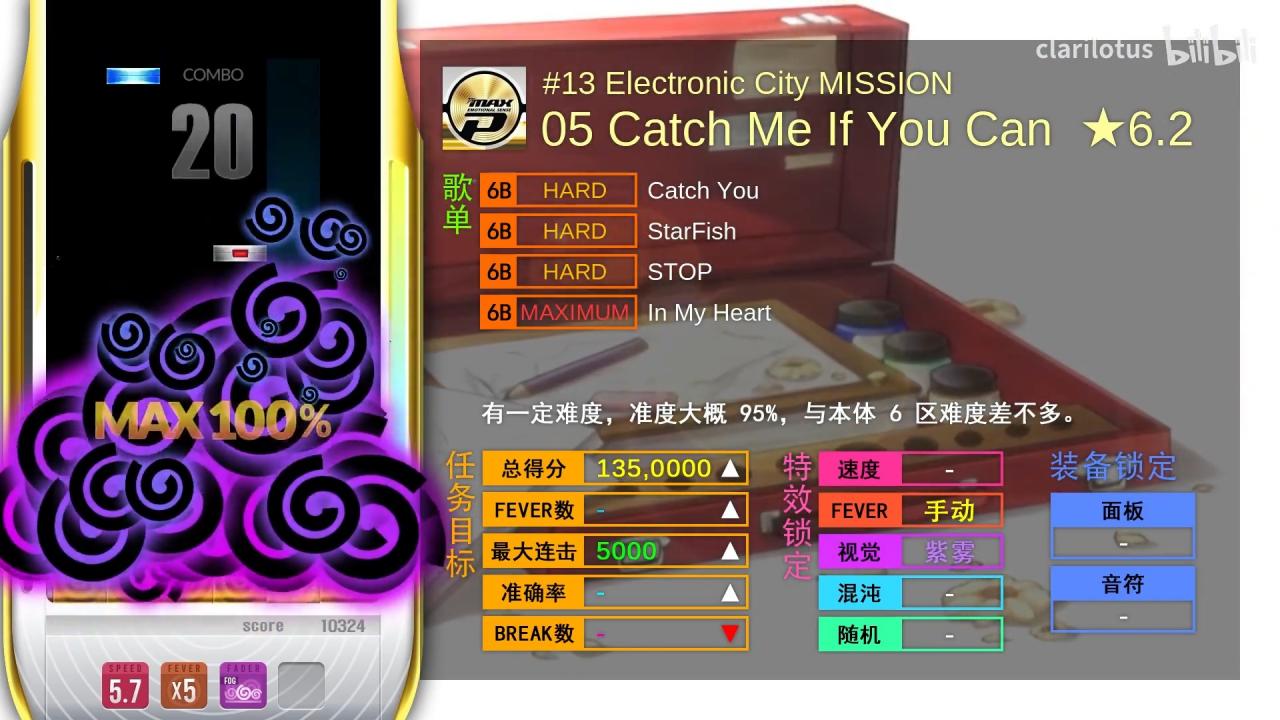 clarilotus bilibili
COMBO
20
MAX 100%
score 10324
SPEED
5.7
FEVER
x5
FADER
FOG
MAX
EMOTIONAL SENSE
P
#13 Electronic City MISSION
05 Catch Me If You Can ★6.2
歌单
6B HARD Catch You
6B HARD StarFish
6B HARD STOP
6B MAXIMUM In My Heart
有一定难度，准度大概 95%，与本体 6 区难度差不多。
任务目标
总得分 135,0000 ▲
FEVER数 - ▲
最大连击 5000 ▲
准确率 - ▲
BREAK数 - ▼
特效锁定
速度 -
FEVER 手动
视觉 紫雾
混沌 -
随机 -
装备锁定
面板
-
音符
-